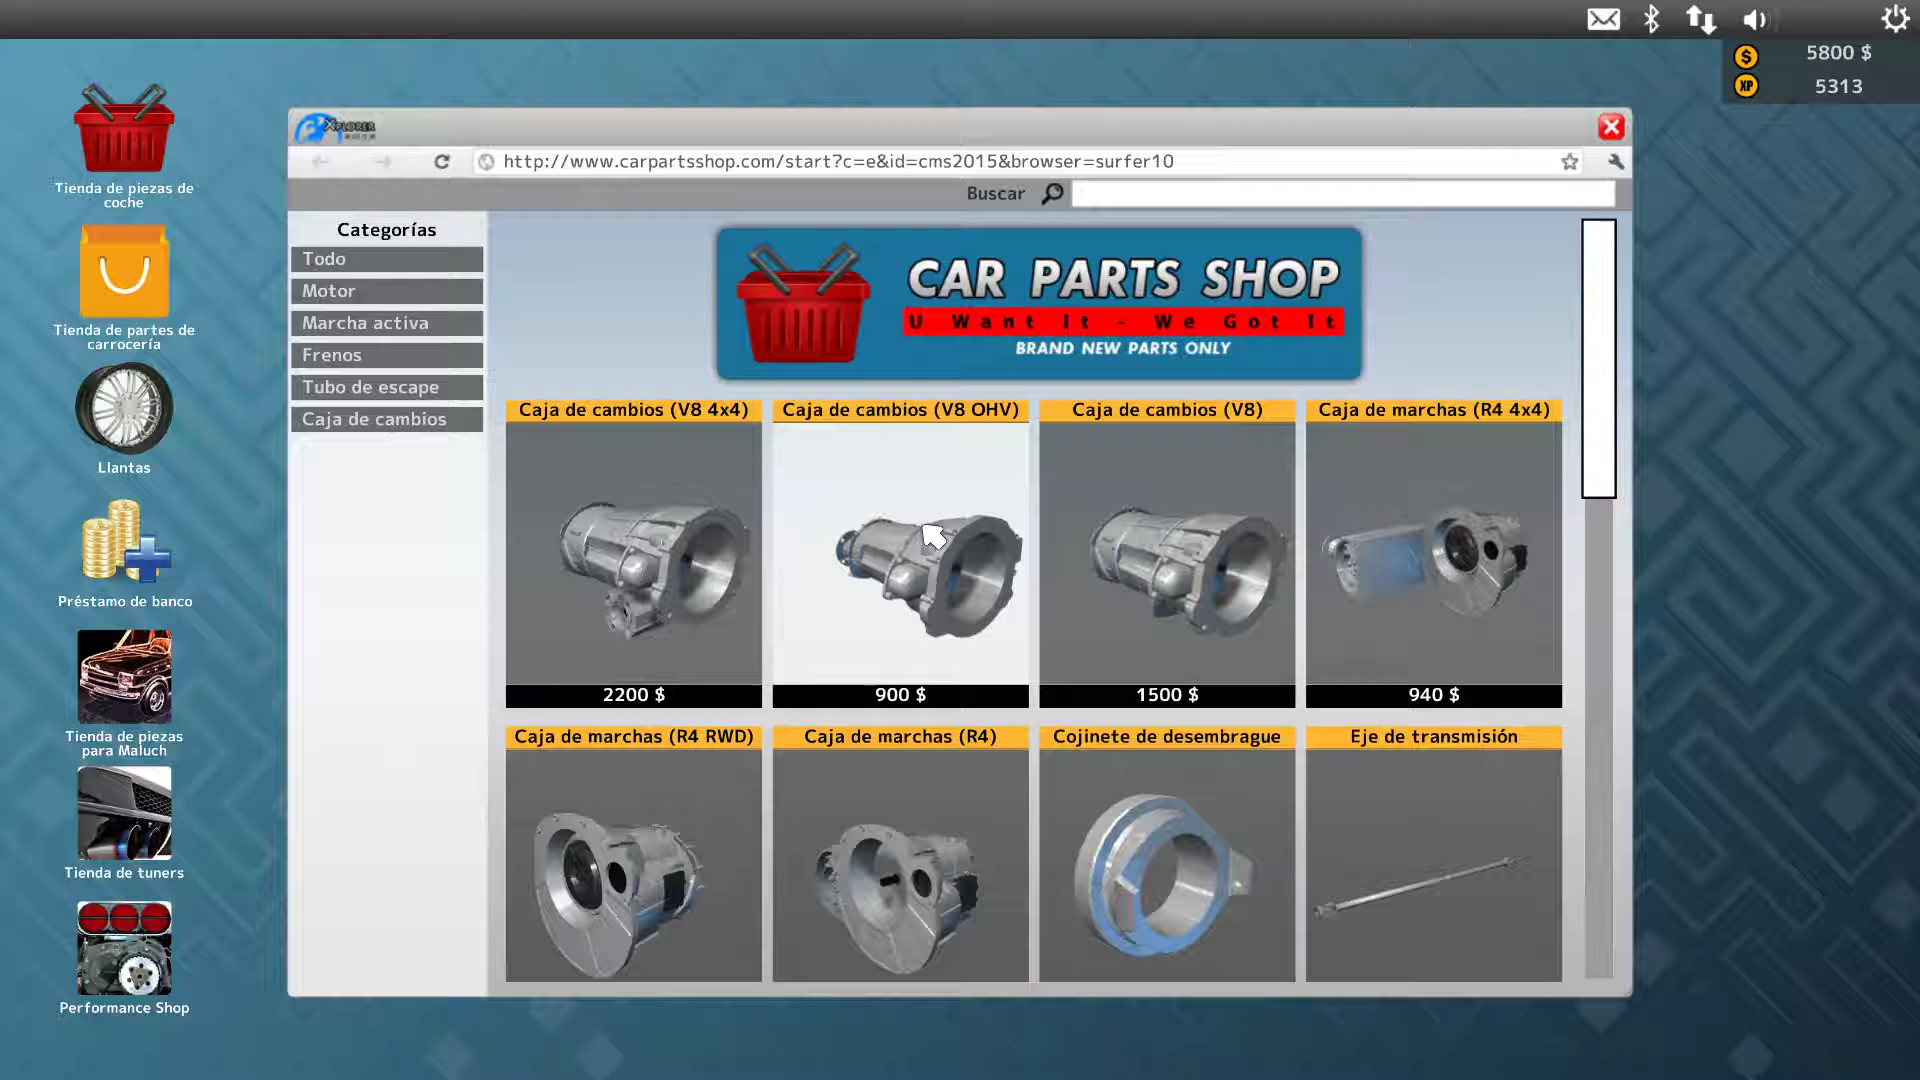 5800 $
XP
5313
XPLORER
http://www.carpartsshop.com/start?c=e&id=cms2015&browser=surfer10
Buscar
Tienda de piezas de
coche
Tienda de partes de
carrocería
Llantas
Préstamo de banco
Tienda de piezas
para Maluch
Tienda de tuners
Performance Shop
Categorías
Todo
Motor
Marcha activa
Frenos
Tubo de escape
Caja de cambios
CAR PARTS SHOP
U Want It - We Got It
BRAND NEW PARTS ONLY
Caja de cambios (V8 4x4)
Caja de cambios (V8 OHV)
Caja de cambios (V8)
Caja de marchas (R4 4x4)
2200 $
900 $
1500 $
940 $
Caja de marchas (R4 RWD)
Caja de marchas (R4)
Cojinete de desembrague
Eje de transmisión